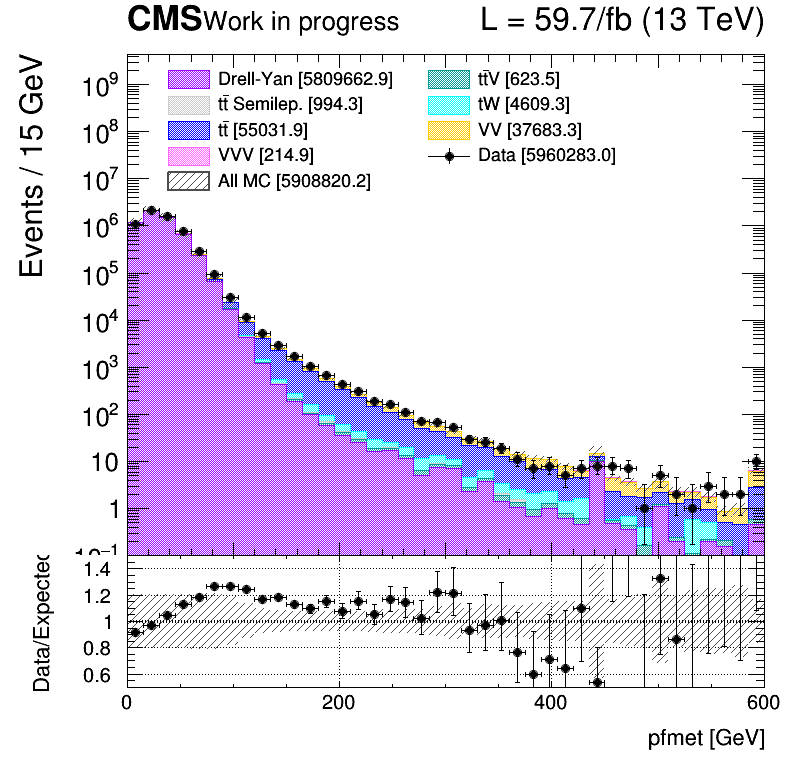 CMS Work in progress L = 59.7/fb (13 TeV)
Events / 15 GeV
Drell-Yan [5809662.9]
tt̄V [623.5]
tt̄ Semilep. [994.3]
tW [4609.3]
tt̄ [55031.9]
VV [37683.3]
VVV [214.9]
Data [5960283.0]
All MC [5908820.2]
10⁹
10⁸
10⁷
10⁶
10⁵
10⁴
10³
10²
10
1
10⁻¹
Data/Expected
1.4
1.2
1
0.8
0.6
0 200 400 600
pfmet [GeV]